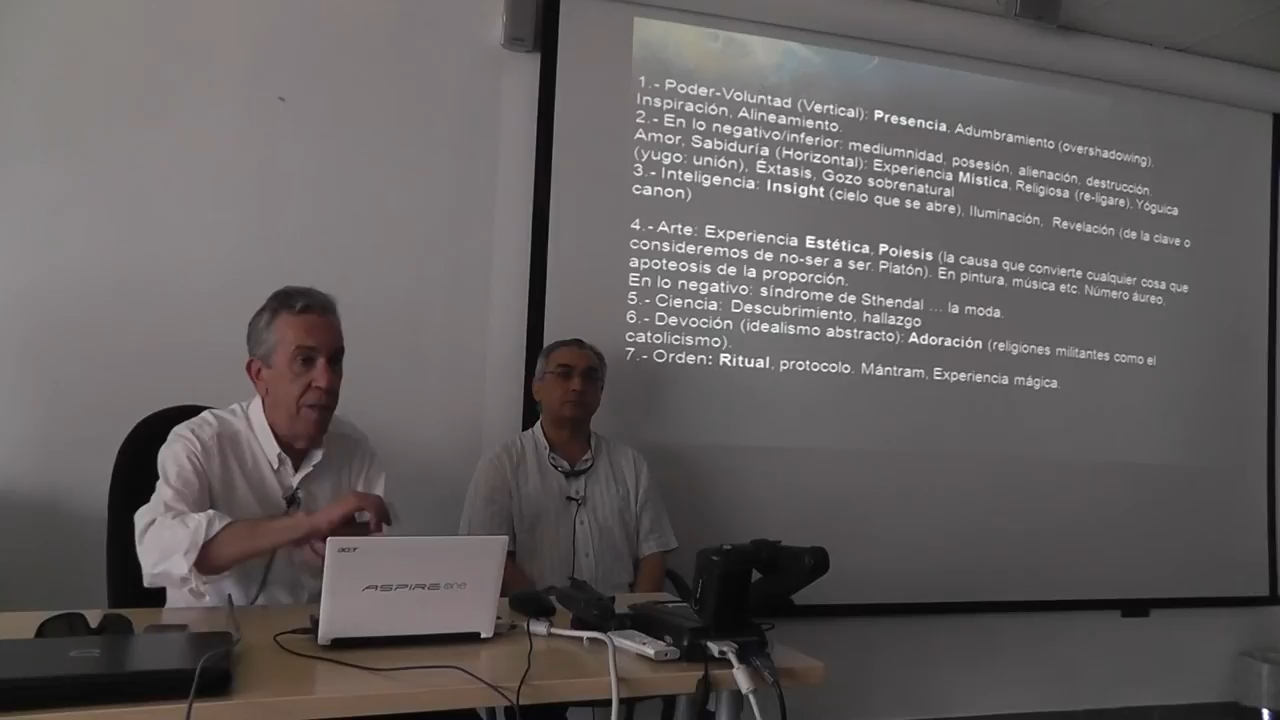 1.- Poder-Voluntad (Vertical): Presencia, Adumbramiento (overshadowing).
Inspiración, Alineamiento.
2.- En lo negativo/inferior: mediumnidad, posesión, alienación, destrucción.
Amor, Sabiduría (Horizontal): Experiencia Mística, Religiosa (re-ligare). Yóguica
(yugo: unión), Éxtasis, Gozo sobrenatural
3.- Inteligencia: Insight (cielo que se abre), Iluminación, Revelación (de la clave o
canon)
4.- Arte: Experiencia Estética, Poiesis (la causa que convierte cualquier cosa que
consideremos de no-ser a ser. Platón). En pintura, música etc. Número áureo,
apoteosis de la proporción.
En lo negativo: síndrome de Sthendal ... la moda.
5.- Ciencia: Descubrimiento, hallazgo
6.- Devoción (idealismo abstracto): Adoración (religiones militantes como el
catolicismo).
7.- Orden: Ritual, protocolo. Mántram, Experiencia mágica.
acer
ASPIRE one